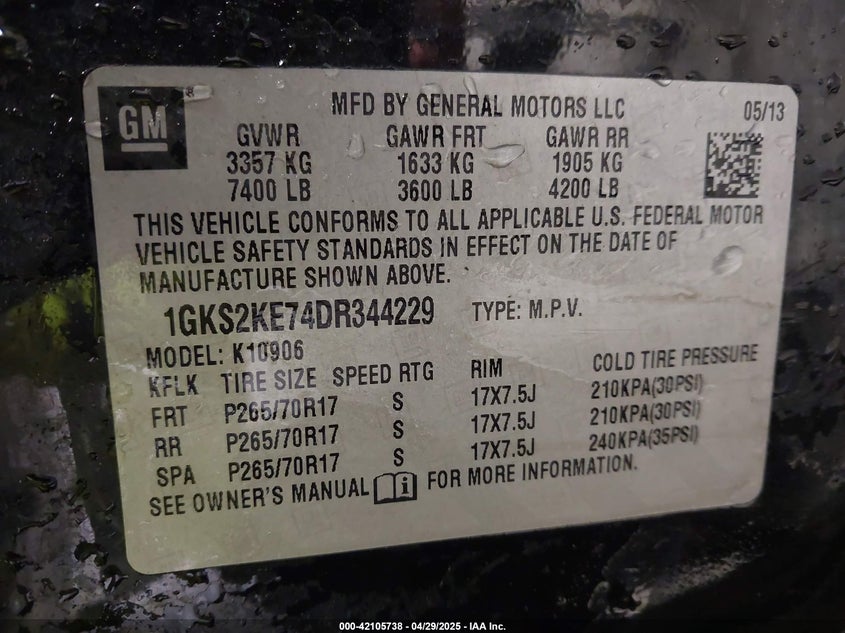 GM
MFD BY GENERAL MOTORS LLC 05/13
GVWR GAWR FRT GAWR RR
3357 KG 1633 KG 1905 KG
7400 LB 3600 LB 4200 LB
THIS VEHICLE CONFORMS TO ALL APPLICABLE U.S. FEDERAL MOTOR
VEHICLE SAFETY STANDARDS IN EFFECT ON THE DATE OF
MANUFACTURE SHOWN ABOVE.
1GKS2KE74DR344229 TYPE: M.P.V.
MODEL: K10906
KFLK TIRE SIZE SPEED RTG RIM COLD TIRE PRESSURE
FRT P265/70R17 S 17X7.5J 210KPA(30PSI)
RR P265/70R17 S 17X7.5J 210KPA(30PSI)
SPA P265/70R17 S 17X7.5J 240KPA(35PSI)
SEE OWNER'S MANUAL FOR MORE INFORMATION.
000-42105738 - 04/29/2025 - IAA Inc.